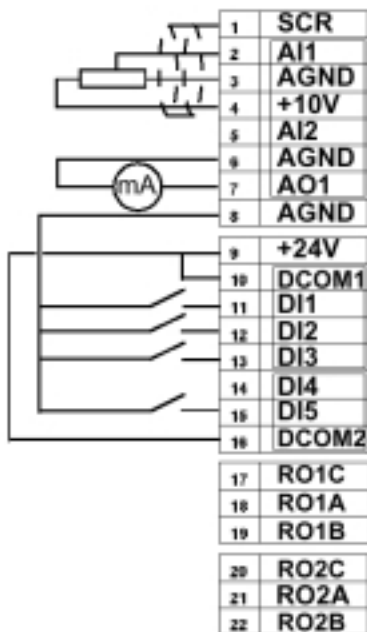 1 SCR
2 AI1
3 AGND
4 +10V
5 AI2
6 AGND
mA
7 AO1
8 AGND
9 +24V
10 DCOM1
11 DI1
12 DI2
13 DI3
14 DI4
15 DI5
16 DCOM2
17 RO1C
18 RO1A
19 RO1B
20 RO2C
21 RO2A
22 RO2B